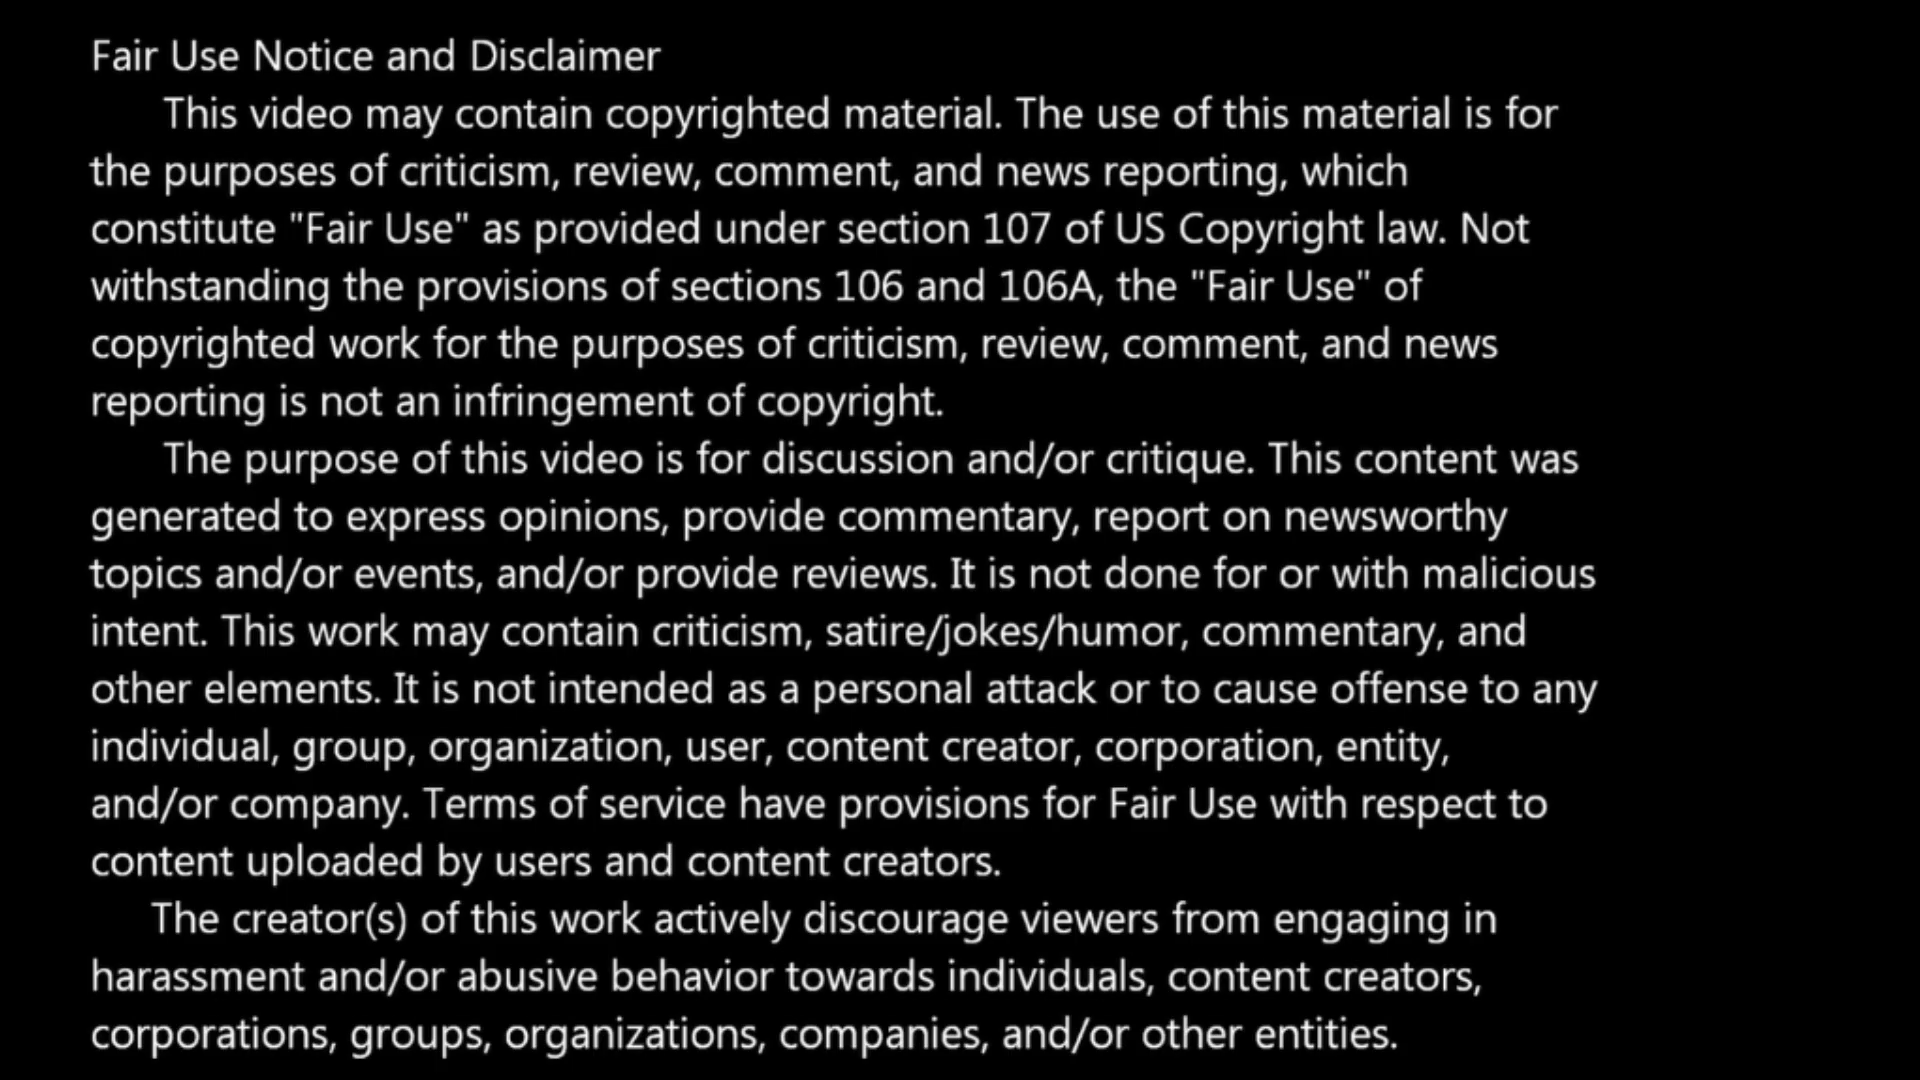 Fair Use Notice and Disclaimer
This video may contain copyrighted material. The use of this material is for
the purposes of criticism, review, comment, and news reporting, which
constitute "Fair Use" as provided under section 107 of US Copyright law. Not
withstanding the provisions of sections 106 and 106A, the "Fair Use" of
copyrighted work for the purposes of criticism, review, comment, and news
reporting is not an infringement of copyright.
The purpose of this video is for discussion and/or critique. This content was
generated to express opinions, provide commentary, report on newsworthy
topics and/or events, and/or provide reviews. It is not done for or with malicious
intent. This work may contain criticism, satire/jokes/humor, commentary, and
other elements. It is not intended as a personal attack or to cause offense to any
individual, group, organization, user, content creator, corporation, entity,
and/or company. Terms of service have provisions for Fair Use with respect to
content uploaded by users and content creators.
The creator(s) of this work actively discourage viewers from engaging in
harassment and/or abusive behavior towards individuals, content creators,
corporations, groups, organizations, companies, and/or other entities.